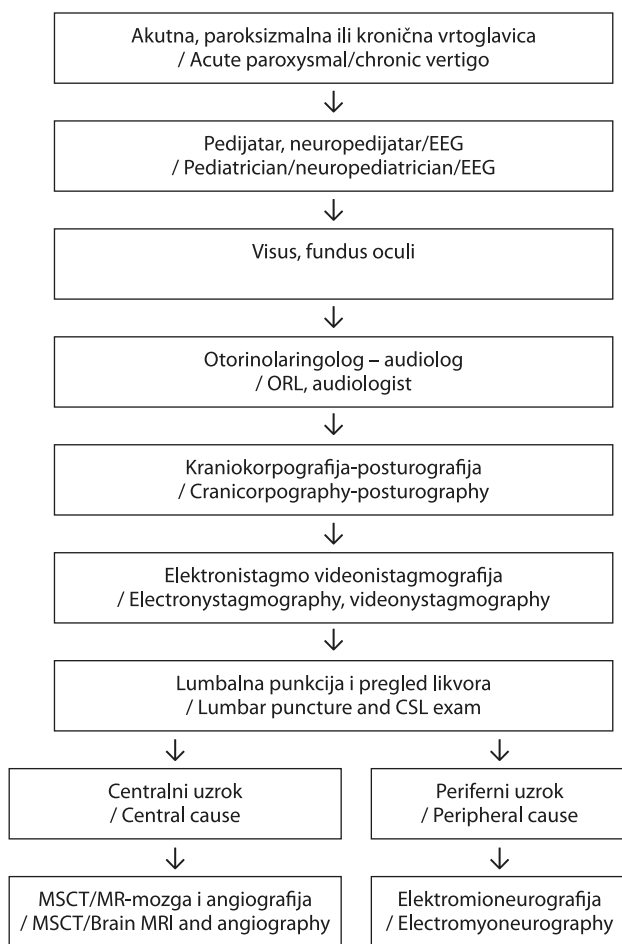 Akutna, paroksizmalna ili kronična vrtoglavica
/ Acute paroxysmal/chronic vertigo
Pedijatar, neuropedijatar/EEG
/ Pediatrician/neuropediatrician/EEG
Visus, fundus oculi
Otorinolaringolog – audiolog
/ ORL, audiologist
Kraniokorpografija-posturografija
/ Cranicorpography-posturography
Elektronistagmo videonistagmografija
/ Electronystagmography, videonystagmography
Lumbalna punkcija i pregled likvora
/ Lumbar puncture and CSL exam
Centralni uzrok
/ Central cause
Periferni uzrok
/ Peripheral cause
MSCT/MR-mozga i angiografija
/ MSCT/Brain MRI and angiography
Elektromioneurografija
/ Electromyoneurography